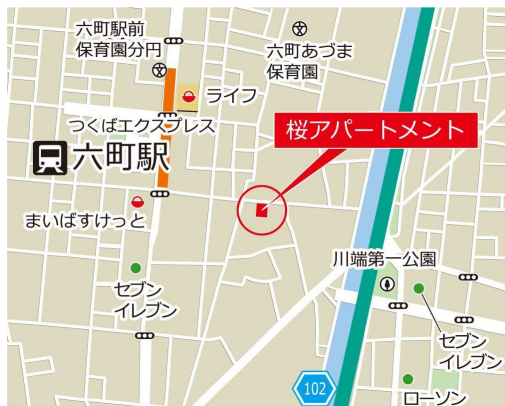 六町駅前
保育園分円
六町あづま
保育園
ライフ
つくばエクスプレス
桜アパートメント
六町駅
まいばすけっと
川端第一公園
セブン
イレブン
セブン
イレブン
102
ローソン